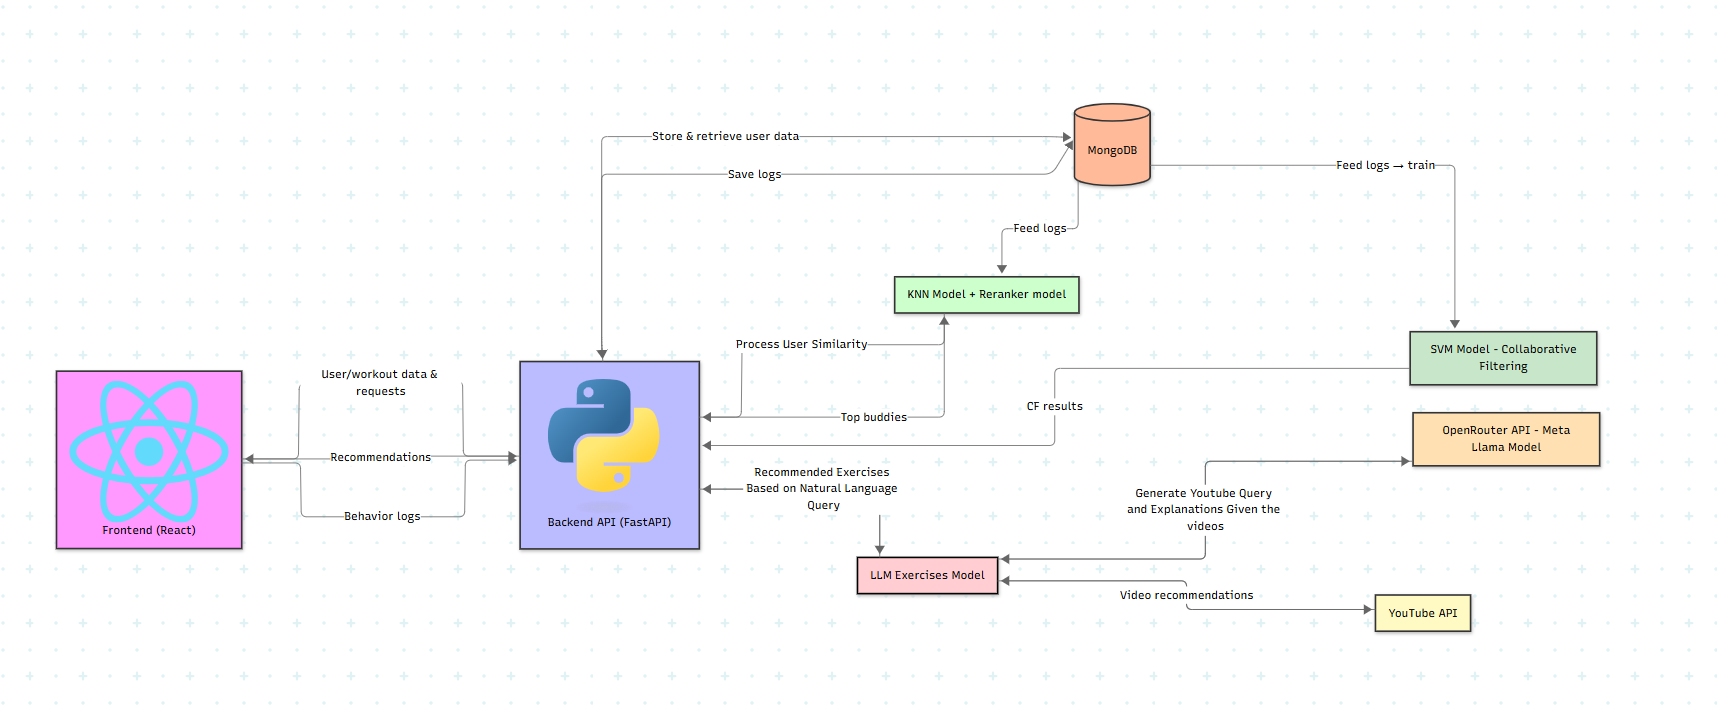 Store & retrieve user data
MongoDB
Save logs
Feed logs → train
Feed logs
KNN Model + Reranker model
Process User Similarity
SVM Model - Collaborative
Filtering
User/workout data &
requests
CF results
Top buddies
OpenRouter API - Meta
Llama Model
Recommendations
Recommended Exercises
Based on Natural Language
Query
Generate Youtube Query
and Explanations Given the
videos
Behavior logs
Backend API (FastAPI)
Frontend (React)
LLM Exercises Model
Video recommendations
YouTube API